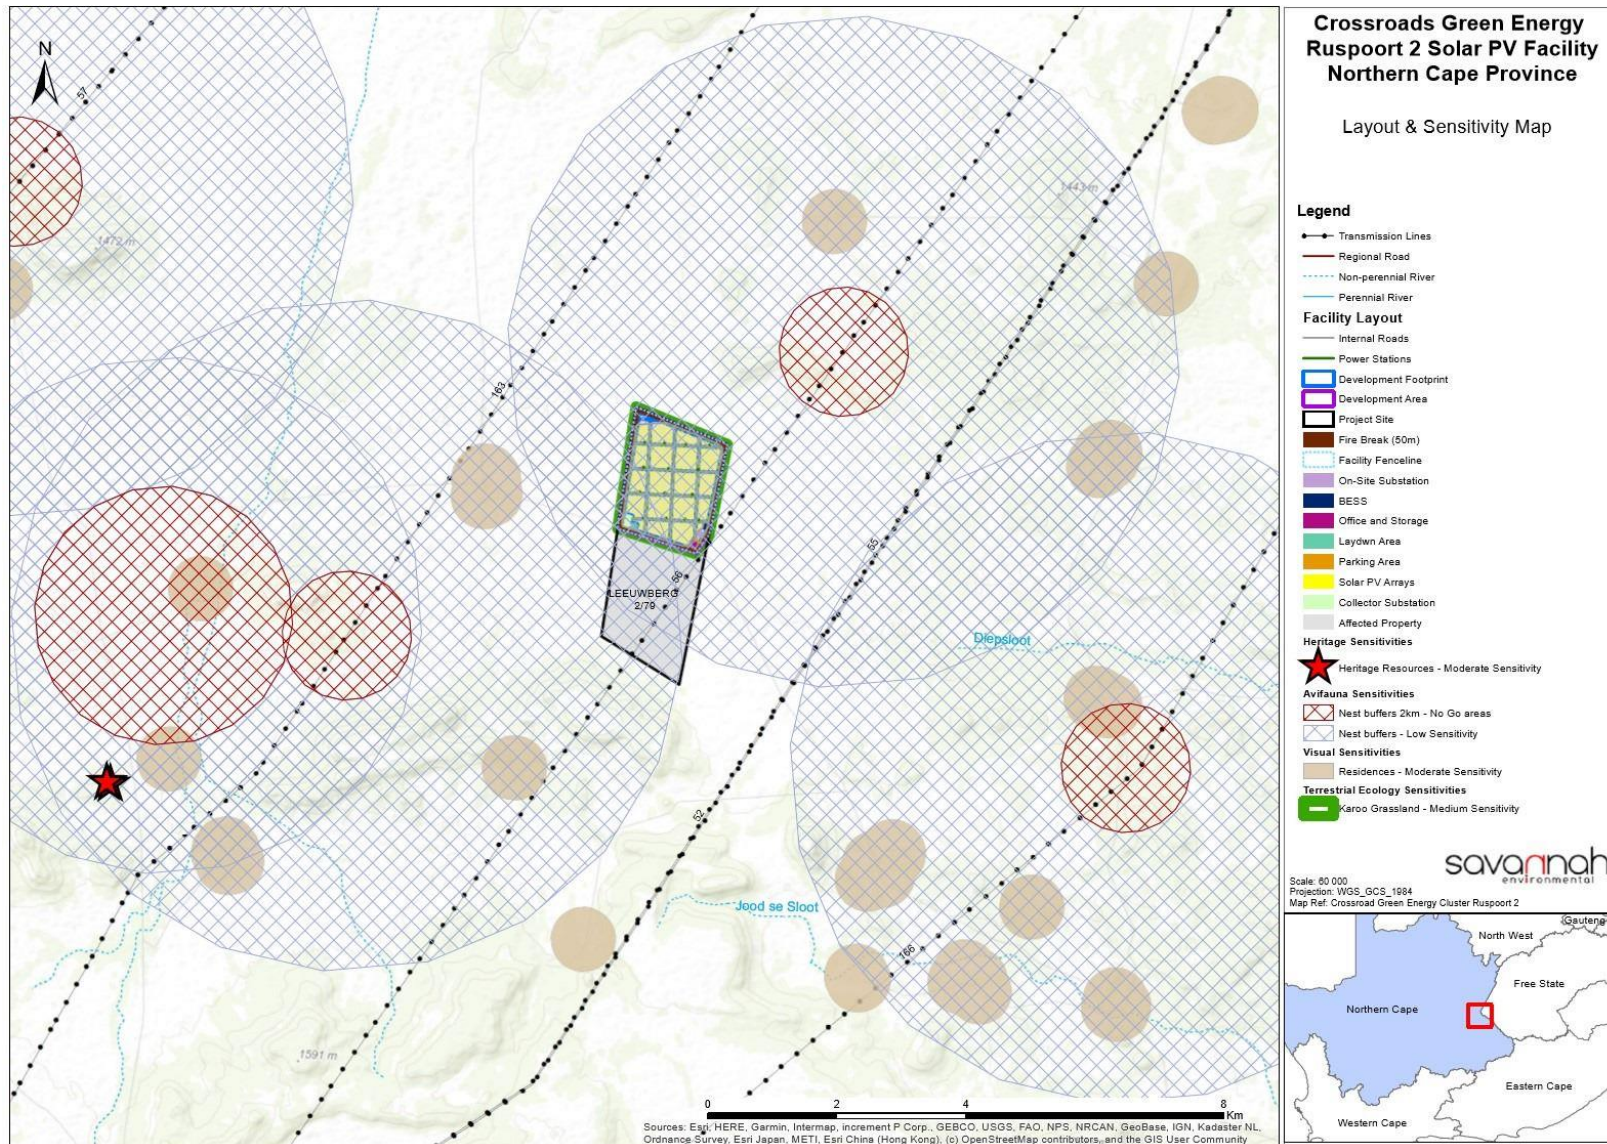 Crossroads Green Energy
Ruspoort 2 Solar PV Facility
Northern Cape Province
Layout & Sensitivity Map
Legend
Transmission Lines
Regional Road
Non-perennial River
Perennial River
Facility Layout
Internal Roads
Power Stations
Development Footprint
Development Area
Project Site
Fire Break (50m)
Facility Fenceline
On-Site Substation
BESS
Office and Storage
Laydwn Area
Parking Area
Solar PV Arrays
Collector Substation
Affected Property
Heritage Sensitivities
Heritage Resources - Moderate Sensitivity
Avifauna Sensitivities
Nest buffers 2km - No Go areas
Nest buffers - Low Sensitivity
Visual Sensitivities
Residences - Moderate Sensitivity
Terrestrial Ecology Sensitivities
Karoo Grassland - Medium Sensitivity
savannah
environmental
Scale: 60 000
Projection: WGS_GCS_1984
Map Ref: Crossroad Green Energy Cluster Ruspoort 2
N
57
1472 m
1443 m
163
55
56
LEEUWBERG
2/79
Diepsloot
52
Jood se Sloot
166
1591 m
0 2 4 8
Km
Sources: Esri, HERE, Garmin, Intermap, increment P Corp., GEBCO, USGS, FAO, NPS, NRCAN, GeoBase, IGN, Kadaster NL,
Ordnance Survey, Esri Japan, METI, Esri China (Hong Kong), (c) OpenStreetMap contributors, and the GIS User Community
Gauteng
North West
Free State
Northern Cape
Eastern Cape
Western Cape